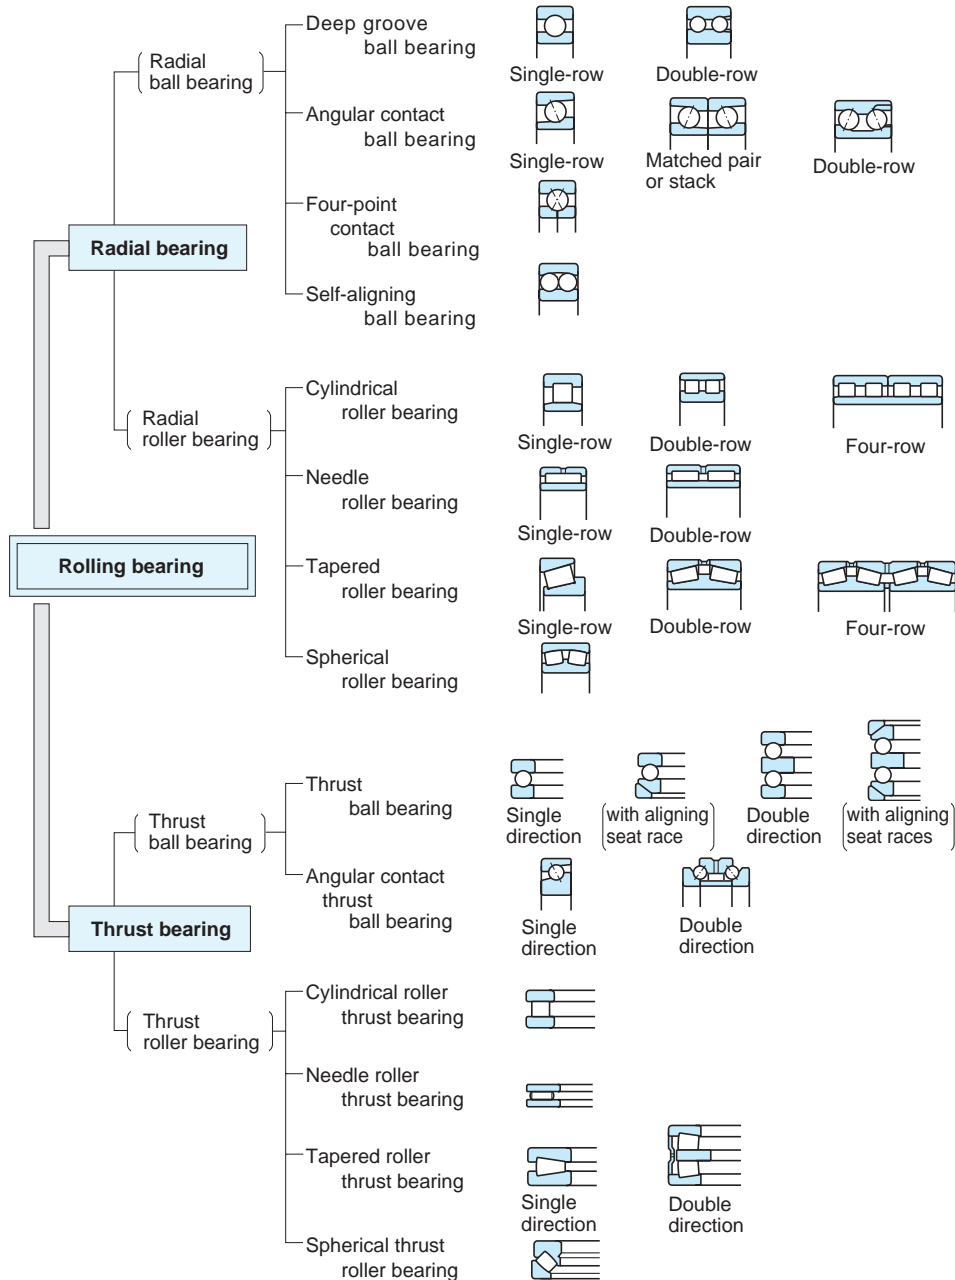 Deep groove
ball bearing
Single-row
Double-row
Radial
ball bearing
Angular contact
ball bearing
Single-row
Matched pair
or stack
Double-row
Four-point
contact
ball bearing
Radial bearing
Self-aligning
ball bearing
Cylindrical
roller bearing
Single-row
Double-row
Four-row
Radial
roller bearing
Needle
roller bearing
Single-row
Double-row
Rolling bearing
Tapered
roller bearing
Single-row
Double-row
Four-row
Spherical
roller bearing
Thrust
ball bearing
Single
direction
(with aligning
seat race)
Double
direction
(with aligning
seat races)
Thrust
ball bearing
Angular contact
thrust
ball bearing
Single
direction
Double
direction
Thrust bearing
Cylindrical roller
thrust bearing
Thrust
roller bearing
Needle roller
thrust bearing
Tapered roller
thrust bearing
Single
direction
Double
direction
Spherical thrust
roller bearing